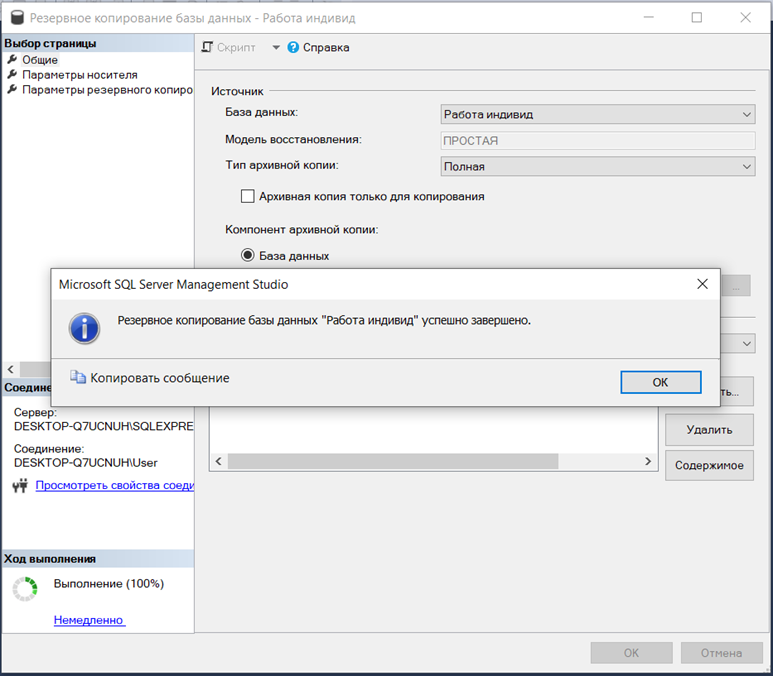 Резервное копирование базы данных - Работа индивид
Выбор страницы
Общие
Параметры носителя
Параметры резервного копиро
Скрипт
Справка
Источник
База данных:
Работа индивид
Модель восстановления:
ПРОСТАЯ
Тип архивной копии:
Полная
Архивная копия только для копирования
Компонент архивной копии:
База данных
...
Microsoft SQL Server Management Studio
Резервное копирование базы данных "Работа индивид" успешно завершено.
Копировать сообщение
ОК
Соедине
ть...
Сервер:
DESKTOP-Q7UCNUH\SQLEXPRE
Соединение:
DESKTOP-Q7UCNUH\User
Просмотреть свойства соеди
Удалить
Содержимое
Ход выполнения
Выполнение (100%)
Немедленно
ОК
Отмена